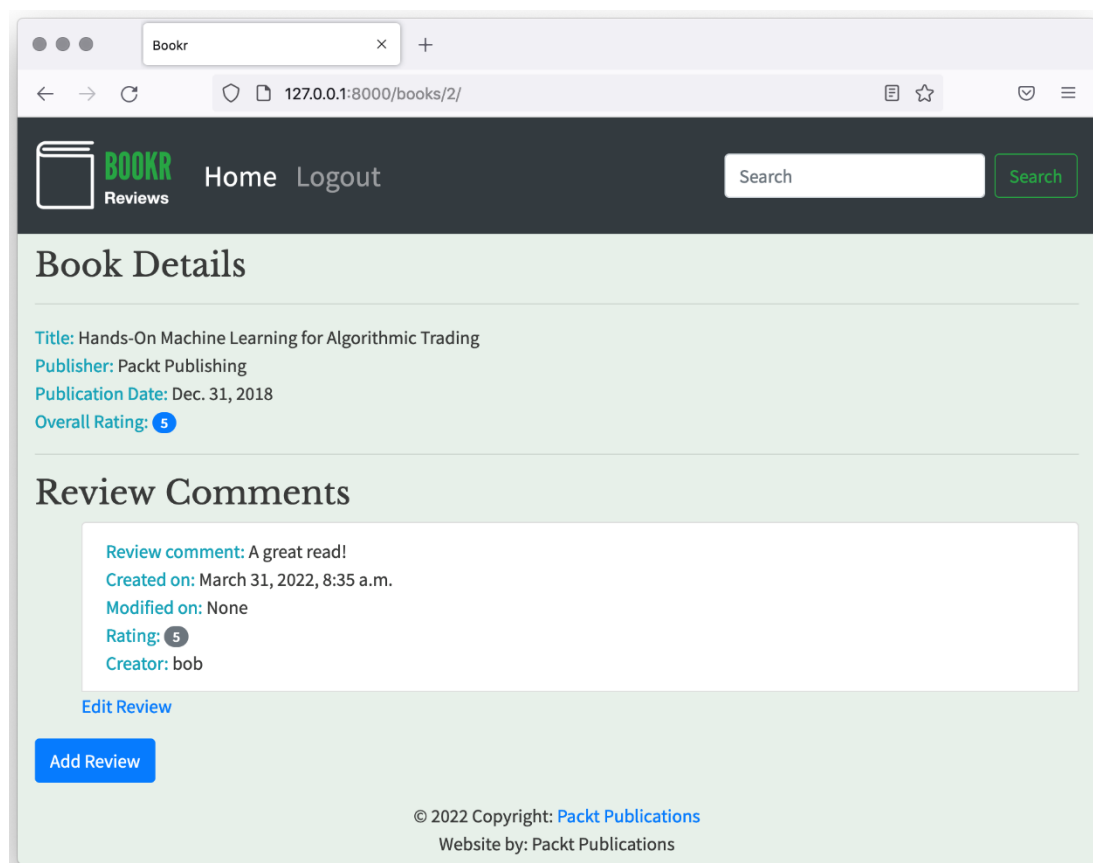 Bookr
127.0.0.1:8000/books/2/
BOOKR
Reviews
Home Logout
Search
Search
Book Details
Title: Hands-On Machine Learning for Algorithmic Trading
Publisher: Packt Publishing
Publication Date: Dec. 31, 2018
Overall Rating: 5
Review Comments
Review comment: A great read!
Created on: March 31, 2022, 8:35 a.m.
Modified on: None
Rating: 5
Creator: bob
Edit Review
Add Review
© 2022 Copyright: Packt Publications
Website by: Packt Publications